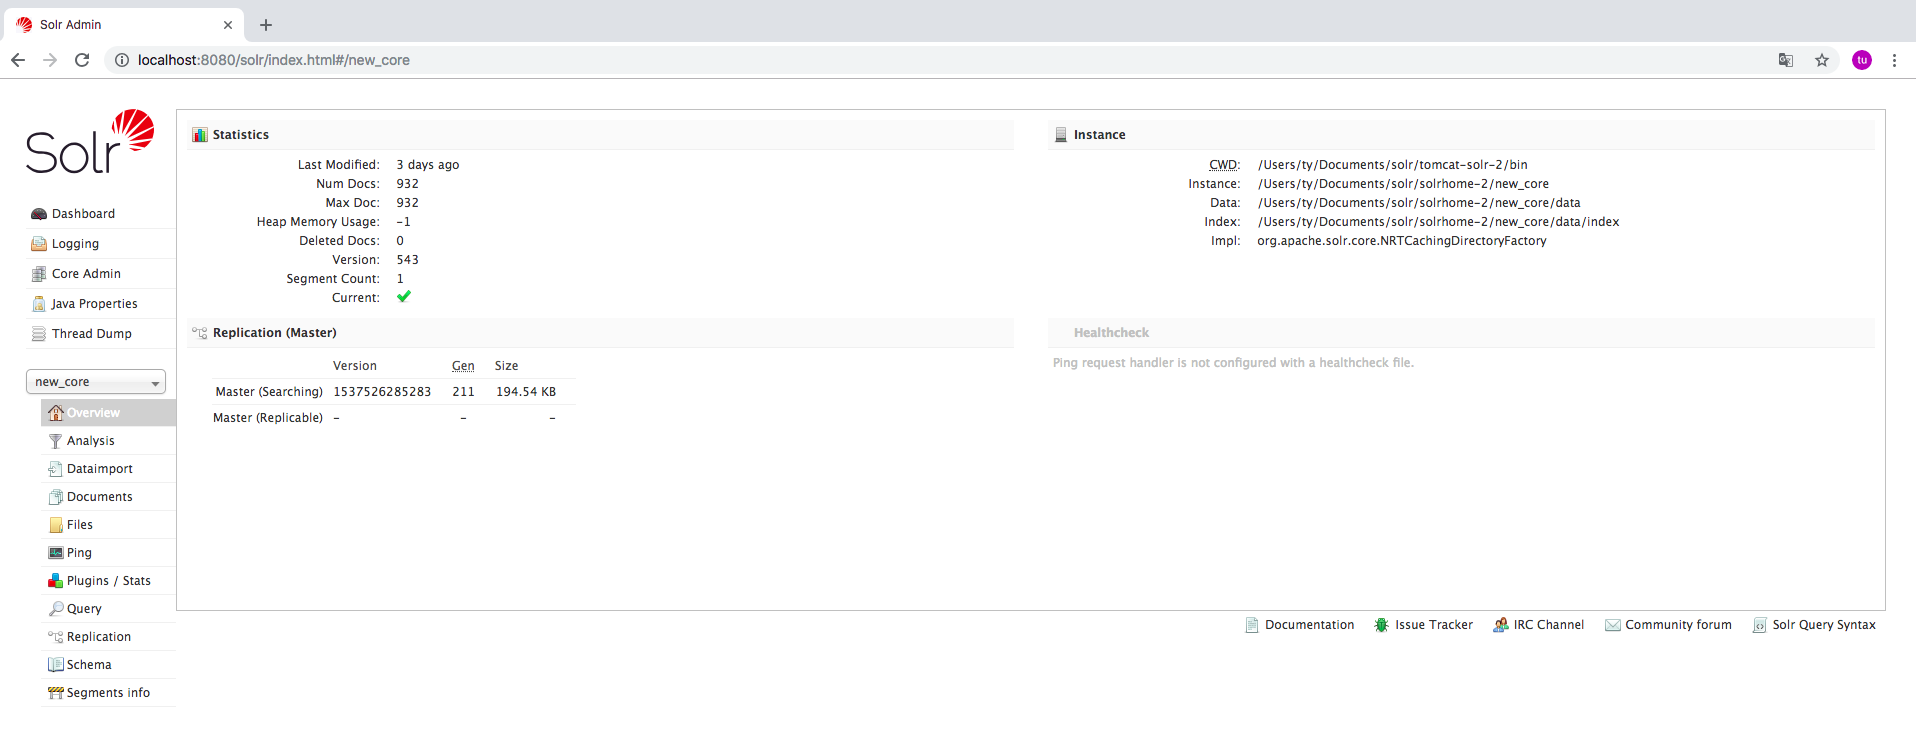 Solr Admin
localhost:8080/solr/index.html#/new_core
tu
Solr
Dashboard
Logging
Core Admin
Java Properties
Thread Dump
new_core
Overview
Analysis
Dataimport
Documents
Files
Ping
Plugins / Stats
Query
Replication
Schema
Segments info
Statistics
Last Modified: 3 days ago
Num Docs: 932
Max Doc: 932
Heap Memory Usage: -1
Deleted Docs: 0
Version: 543
Segment Count: 1
Current:
Instance
CWD: /Users/ty/Documents/solr/tomcat-solr-2/bin
Instance: /Users/ty/Documents/solr/solrhome-2/new_core
Data: /Users/ty/Documents/solr/solrhome-2/new_core/data
Index: /Users/ty/Documents/solr/solrhome-2/new_core/data/index
Impl: org.apache.solr.core.NRTCachingDirectoryFactory
Replication (Master)
Version Gen Size
Master (Searching) 1537526285283 211 194.54 KB
Master (Replicable) - - -
Healthcheck
Ping request handler is not configured with a healthcheck file.
Documentation Issue Tracker IRC Channel Community forum Solr Query Syntax